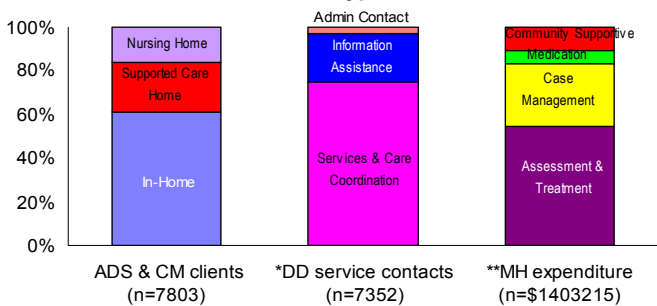 Admin Contact
100%
80%
60%
40%
20%
0%
Nursing Home
Supported Care
Home
In-Home
Information
Assistance
Services & Care
Coordination
Community Supportive
Medication
Case
Management
Assessment &
Treatment
ADS & CM clients
(n=7803)
*DD service contacts
(n=7352)
**MH expenditure
(n=$1403215)